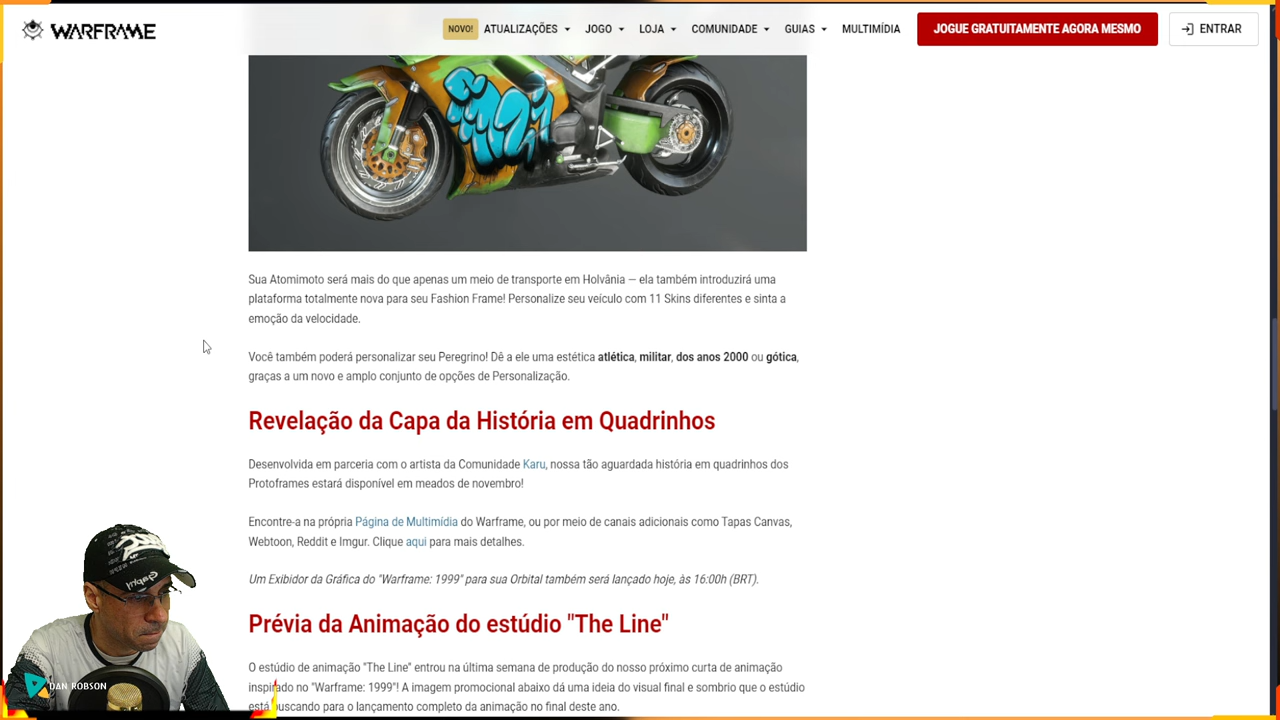 WARFRAME
NOVO! ATUALIZAÇÕES JOGO LOJA COMUNIDADE GUIAS MULTIMÍDIA JOGUE GRATUITAMENTE AGORA MESMO ENTRAR
Sua Atomimoto será mais do que apenas um meio de transporte em Holvânia — ela também introduzirá uma
plataforma totalmente nova para seu Fashion Frame! Personalize seu veículo com 11 Skins diferentes e sinta a
emoção da velocidade.
Você também poderá personalizar seu Peregrino! Dê a ele uma estética atlética, militar, dos anos 2000 ou gótica,
graças a um novo e amplo conjunto de opções de Personalização.
Revelação da Capa da História em Quadrinhos
Desenvolvida em parceria com o artista da Comunidade Karu, nossa tão aguardada história em quadrinhos dos
Protoframes estará disponível em meados de novembro!
Encontre-a na própria Página de Multimídia do Warframe, ou por meio de canais adicionais como Tapas Canvas,
Webtoon, Reddit e Imgur. Clique aqui para mais detalhes.
Um Exibidor da Gráfica do "Warframe: 1999" para sua Orbital também será lançado hoje, às 16:00h (BRT).
Prévia da Animação do estúdio "The Line"
O estúdio de animação "The Line" entrou na última semana de produção do nosso próximo curta de animação
inspirado no "Warframe: 1999"! A imagem promocional abaixo dá uma ideia do visual final e sombrio que o estúdio
está buscando para o lançamento completo da animação no final deste ano.
DAN ROBSON